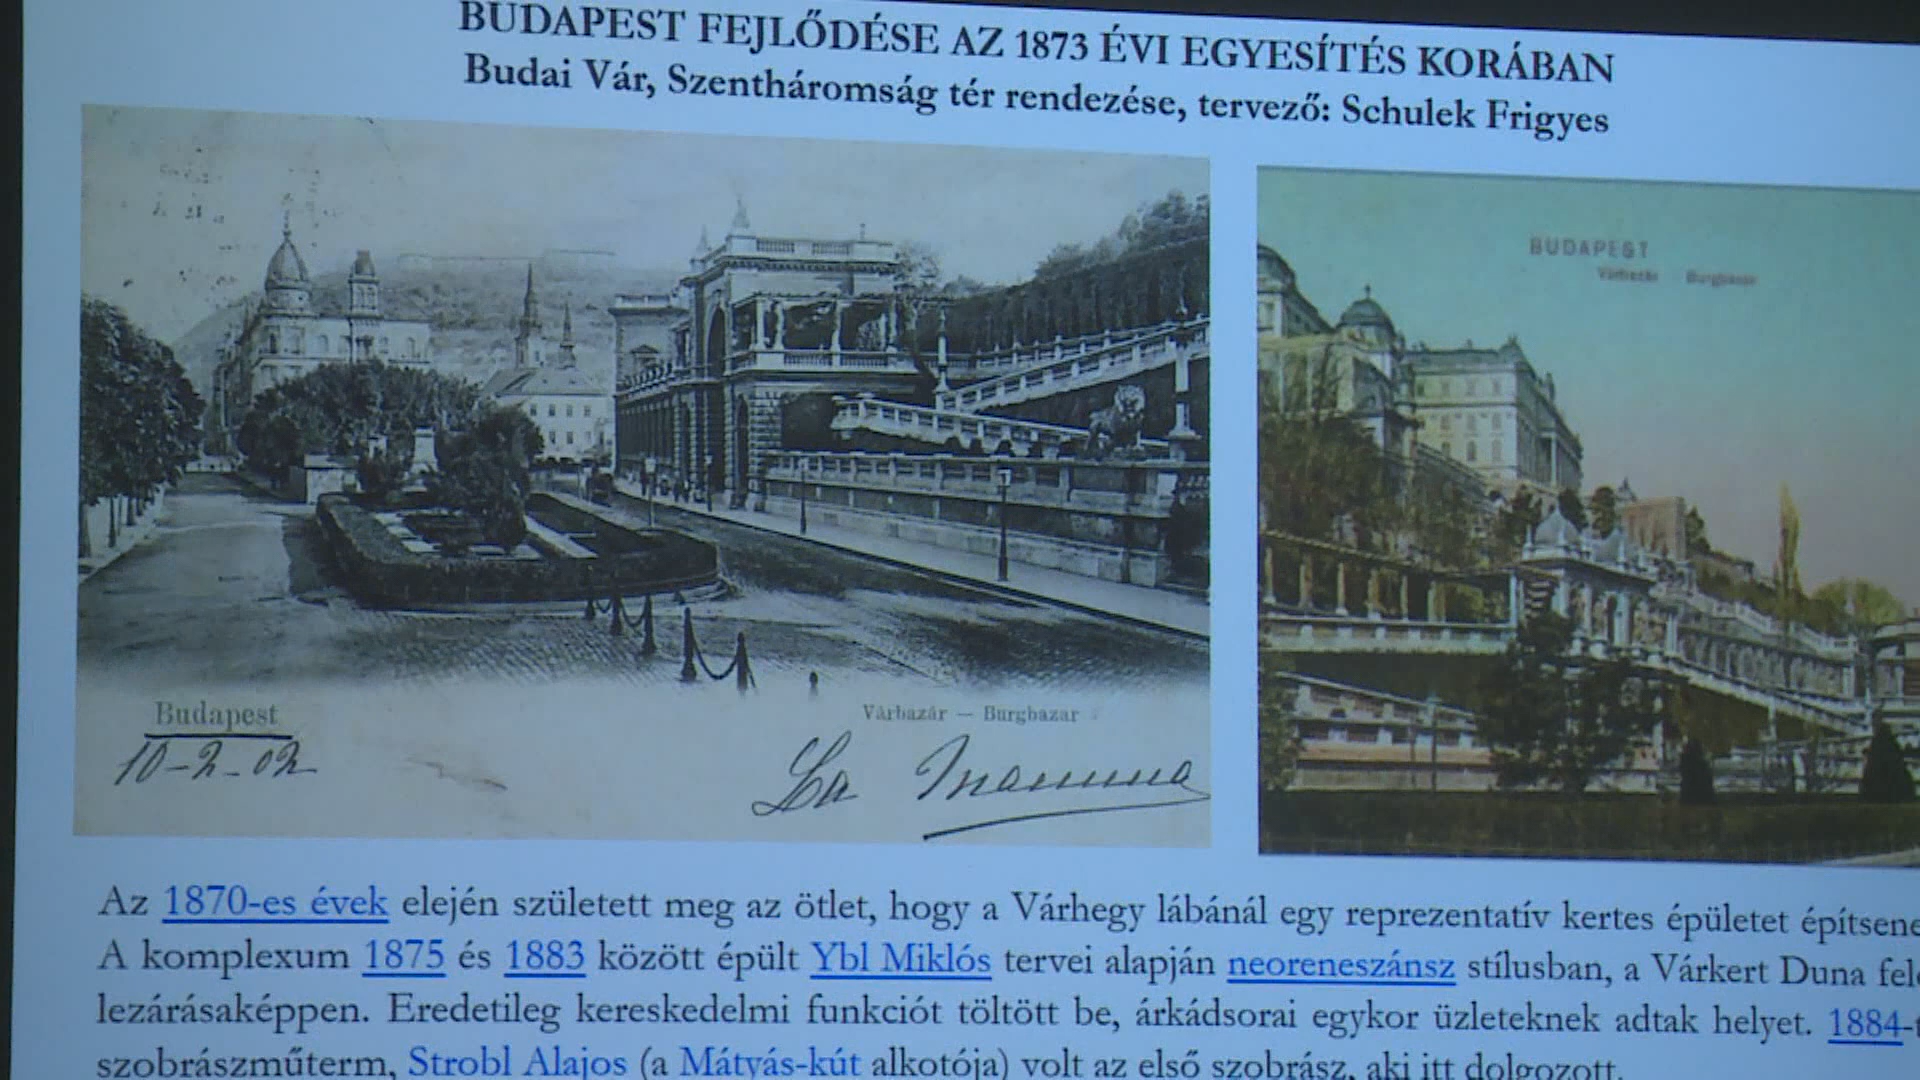 BUDAPEST FEJLŐDÉSE AZ 1873 ÉVI EGYESÍTÉS KORÁBAN
Budai Vár, Szentháromság tér rendezése, tervező: Schulek Frigyes
BUDAPEST
Budapest
Várbazár — Burgbazar
10-2-02
La Mamma
Az 1870-es évek elején született meg az ötlet, hogy a Várhegy lábánál egy reprezentatív kertes épületet építsene
A komplexum 1875 és 1883 között épült Ybl Miklós tervei alapján neoreneszánsz stílusban, a Várkert Duna fel
lezárásaképpen. Eredetileg kereskedelmi funkciót töltött be, árkádsorai egykor üzleteknek adtak helyet. 1884-t
szobrászműterm, Strobl Alajos (a Mátyás-kút alkotója) volt az első szobrász, aki itt dolgozott.